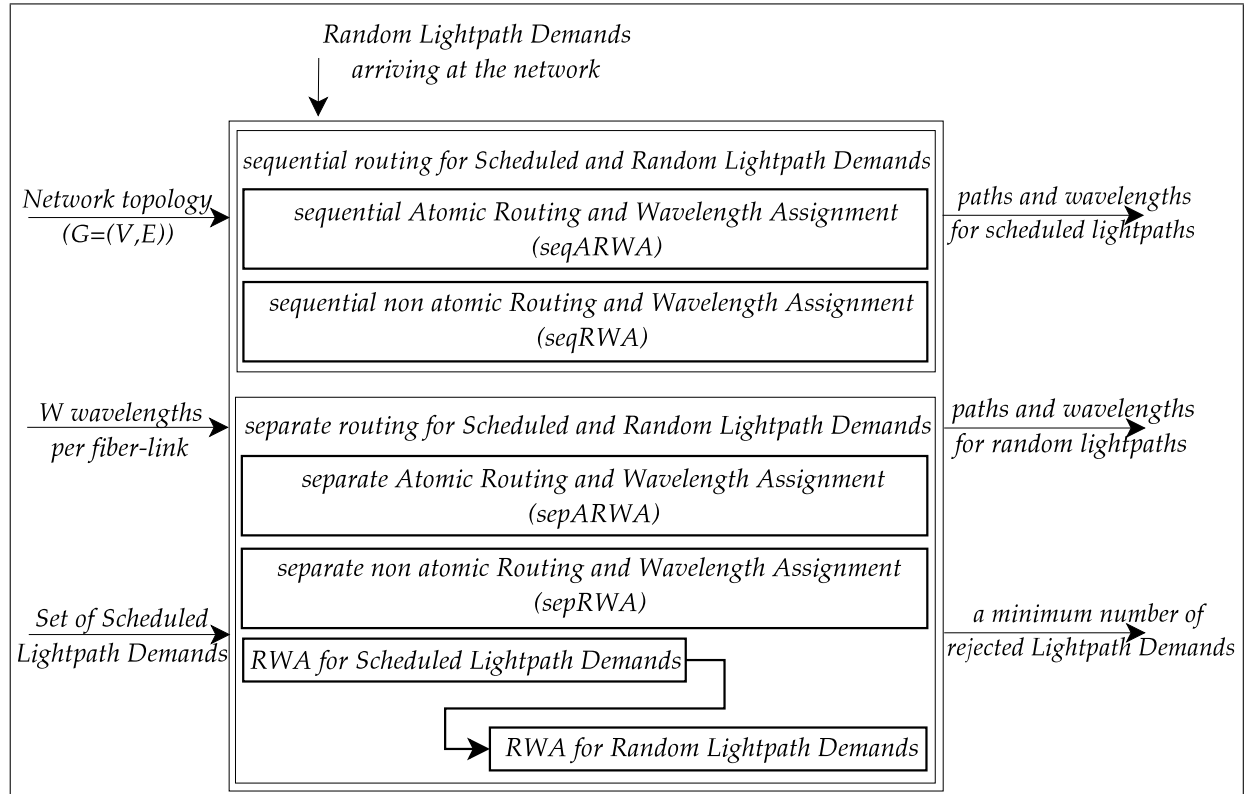 Random Lightpath Demands
arriving at the network
sequential routing for Scheduled and Random Lightpath Demands
Network topology
(G=(V,E))
sequential Atomic Routing and Wavelength Assignment
(seqARWA)
paths and wavelengths
for scheduled lightpaths
sequential non atomic Routing and Wavelength Assignment
(seqRWA)
W wavelengths
per fiber-link
separate routing for Scheduled and Random Lightpath Demands
paths and wavelengths
for random lightpaths
separate Atomic Routing and Wavelength Assignment
(sepARWA)
separate non atomic Routing and Wavelength Assignment
(sepRWA)
Set of Scheduled
Lightpath Demands
a minimum number of
rejected Lightpath Demands
RWA for Scheduled Lightpath Demands
RWA for Random Lightpath Demands